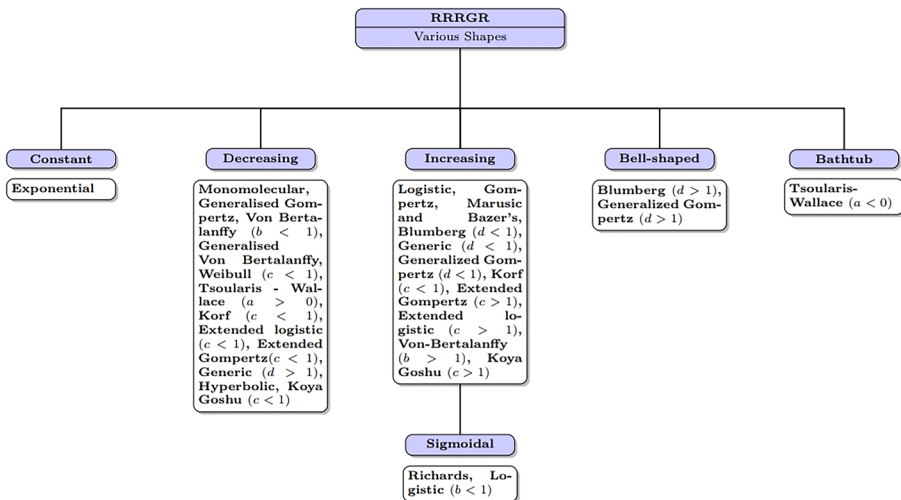 RRRGR
Various Shapes
Constant
Exponential
Decreasing
Monomolecular,
Generalised Gom-
pertz, Von Berta-
lanffy (b < 1),
Generalised
Von Bertalanffy,
Weibull (c < 1),
Tsoularis - Wal-
lace (a > 0),
Korf (c < 1),
Extended logistic
(c < 1), Extended
Gompertz(c < 1),
Generic (d > 1),
Hyperbolic, Koya
Goshu (c < 1)
Increasing
Logistic, Gom-
pertz, Marusic
and Bazer's,
Blumberg (d < 1),
Generic (d < 1),
Generalized Gom-
pertz (d < 1), Korf
(c < 1), Extended
Gompertz (c > 1),
Extended lo-
gistic (c > 1),
Von-Bertalanffy
(b > 1), Koya
Goshu (c > 1)
Sigmoidal
Richards, Lo-
gistic (b < 1)
Bell-shaped
Blumberg (d > 1),
Generalized Gom-
pertz (d > 1)
Bathtub
Tsoularis-
Wallace (a < 0)